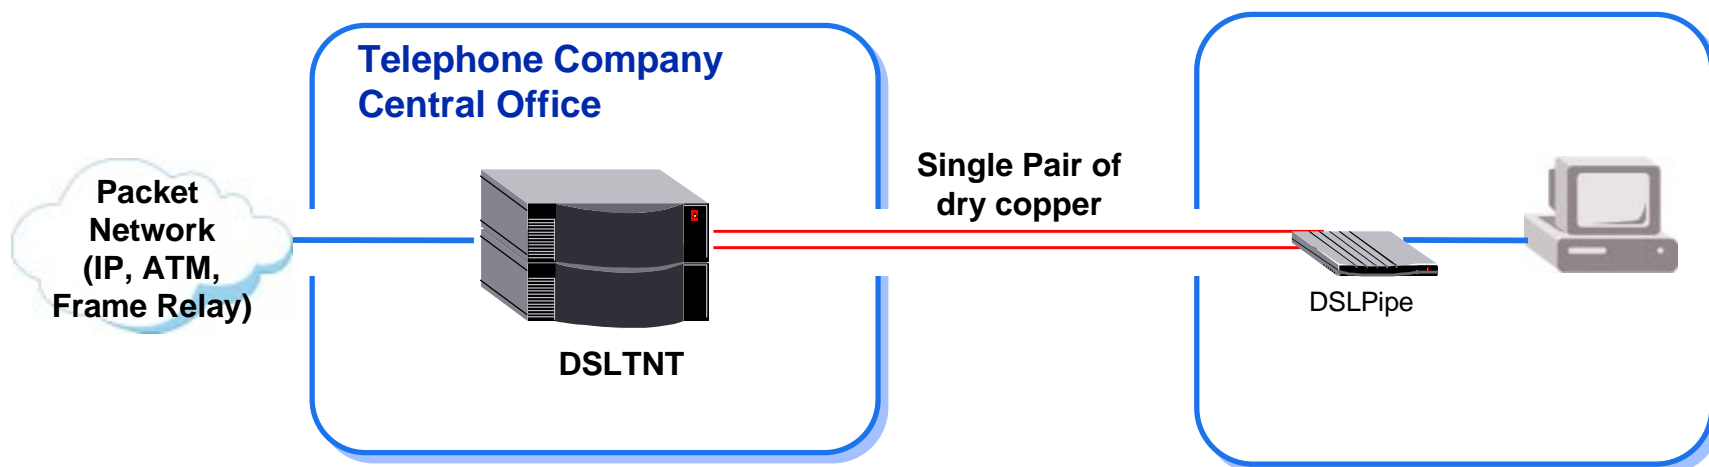 Telephone Company
Central Office
Packet
Network
(IP, ATM,
Frame Relay)
DSLTNT
Single Pair of
dry copper
DSLPipe